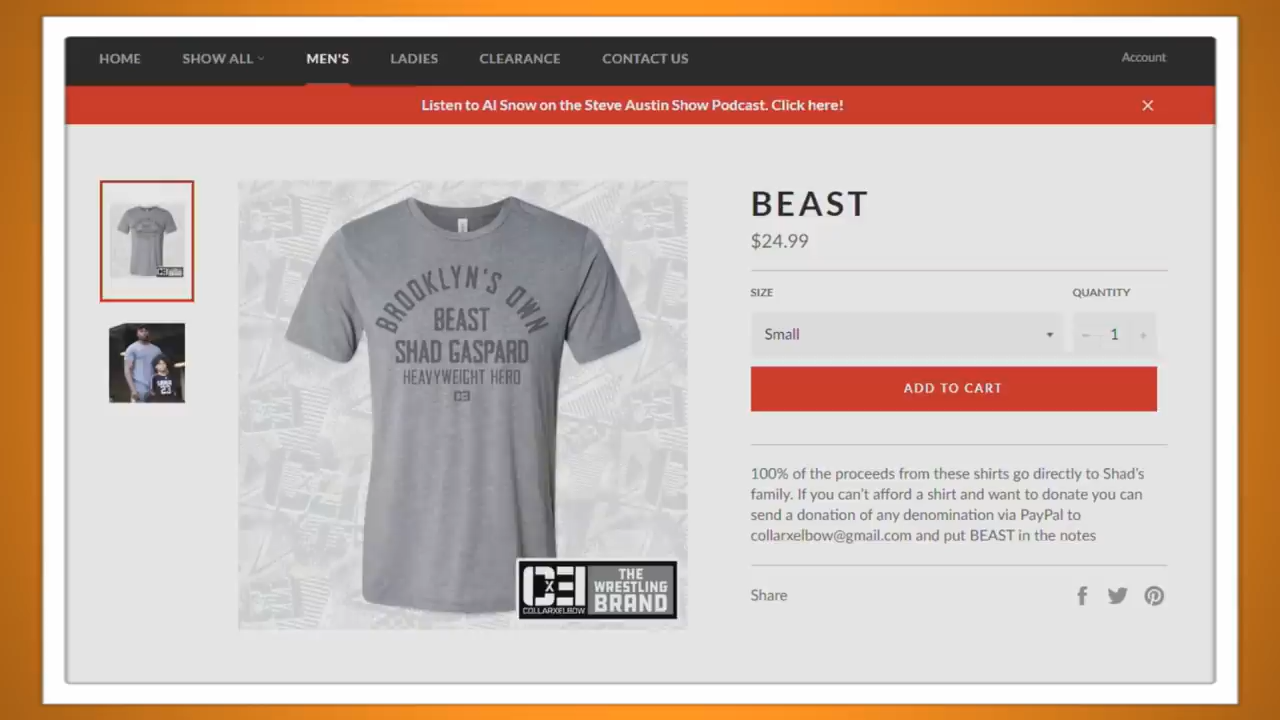 HOME SHOW ALL MEN'S LADIES CLEARANCE CONTACT US Account
Listen to Al Snow on the Steve Austin Show Podcast. Click here!
BROOKLYN'S OWN
BEAST
SHAD GASPARD
HEAVYWEIGHT HERO
CXE
THE
WRESTLING
BRAND
COLLARXELBOW
BEAST
$24.99
SIZE QUANTITY
Small 1
ADD TO CART
100% of the proceeds from these shirts go directly to Shad's
family. If you can't afford a shirt and want to donate you can
send a donation of any denomination via PayPal to
collarxelbow@gmail.com and put BEAST in the notes
Share